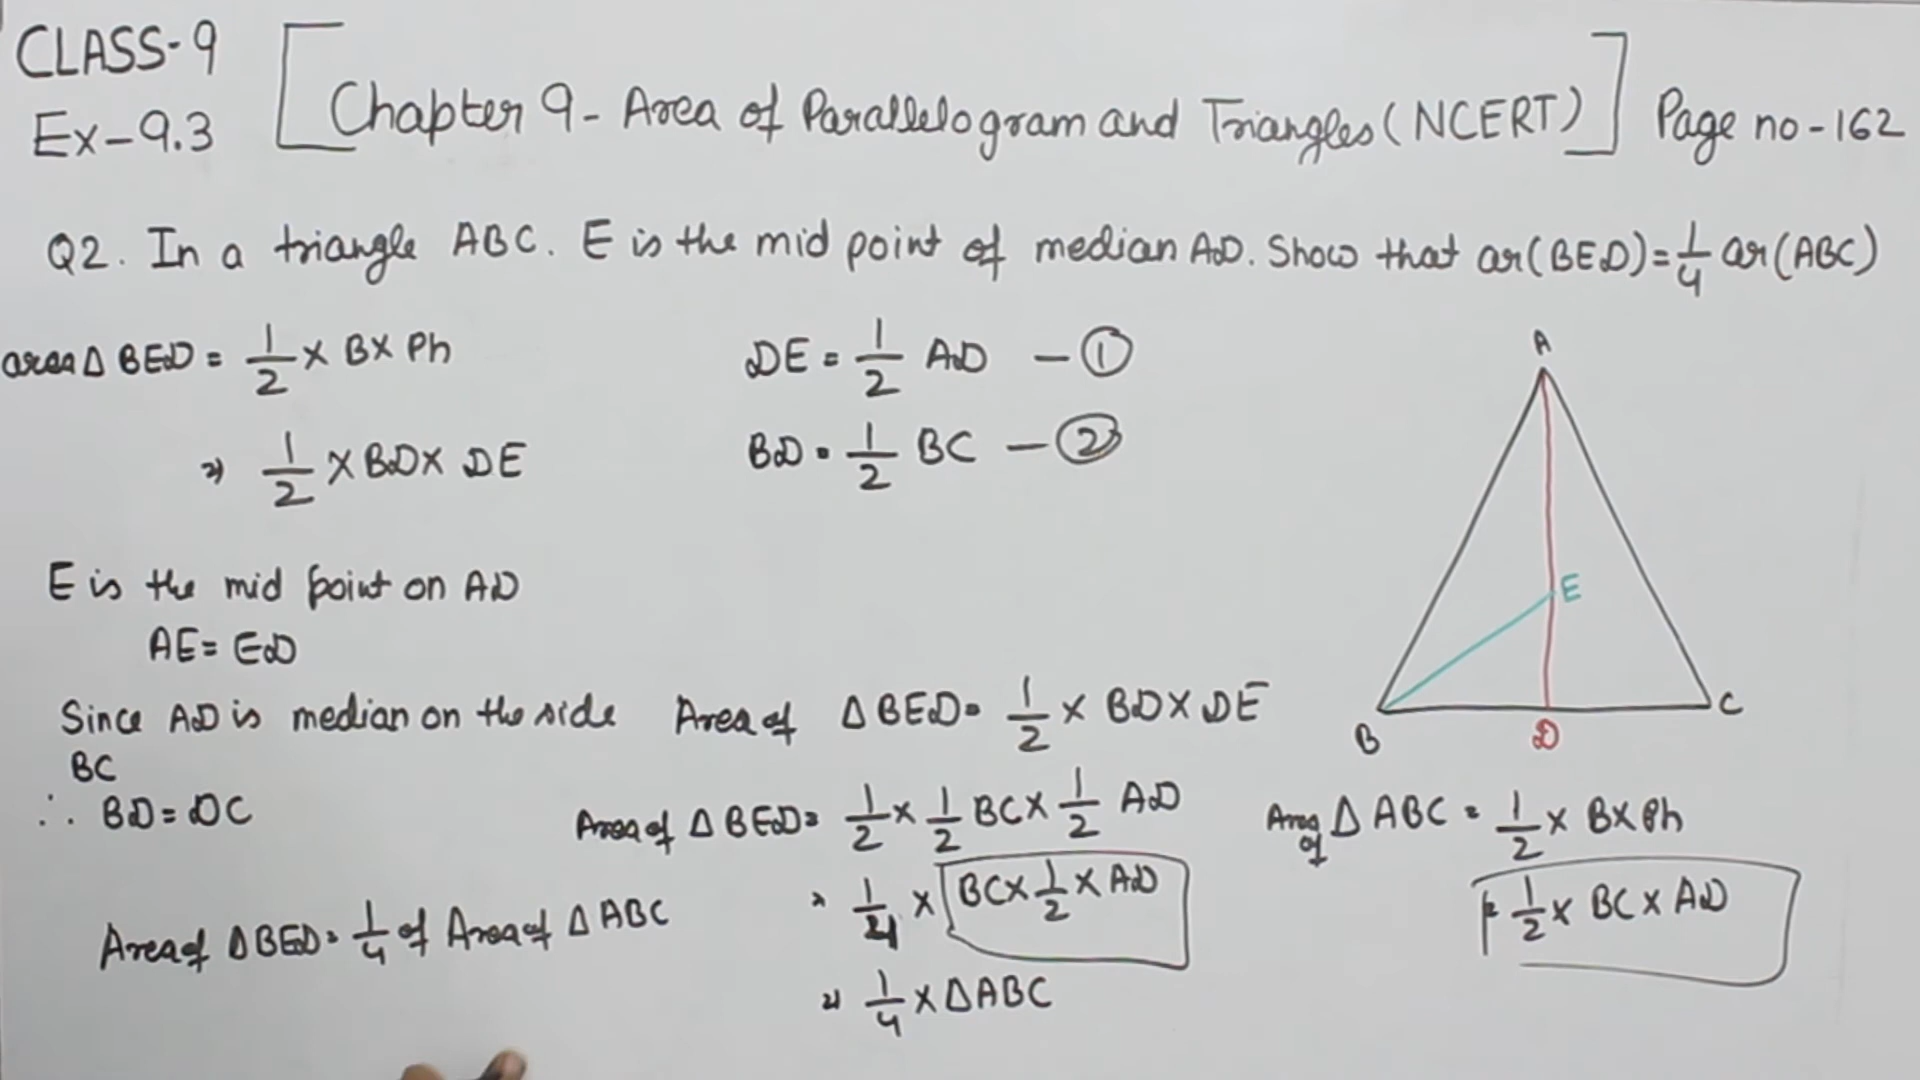 CLASS-9
Ex-9.3
[Chapter 9- Area of Parallelogram and Triangles (NCERT)] Page no-162
Q2. In a triangle ABC. E is the mid point of median AD. Show that ar(BED)=1/4 ar(ABC)
area Δ BED = 1/2 × B× Ph
⇒ 1/2 × BD× DE
DE = 1/2 AD - ①
BD = 1/2 BC - ②
E is the mid point on AD
AE = ED
Since AD is median on the side
BC
∴ BD = DC
Area of Δ BED = 1/2 × BD× DE
Area of Δ BED = 1/2 × 1/2 BC × 1/2 AD
= 1/4 × BC× 1/2 × AD
= 1/4 × ΔABC
Area of ΔBED = 1/4 of Area of ΔABC
A
E
B
D
C
Area of Δ ABC = 1/2 × B× Ph
= 1/2 × BC × AD